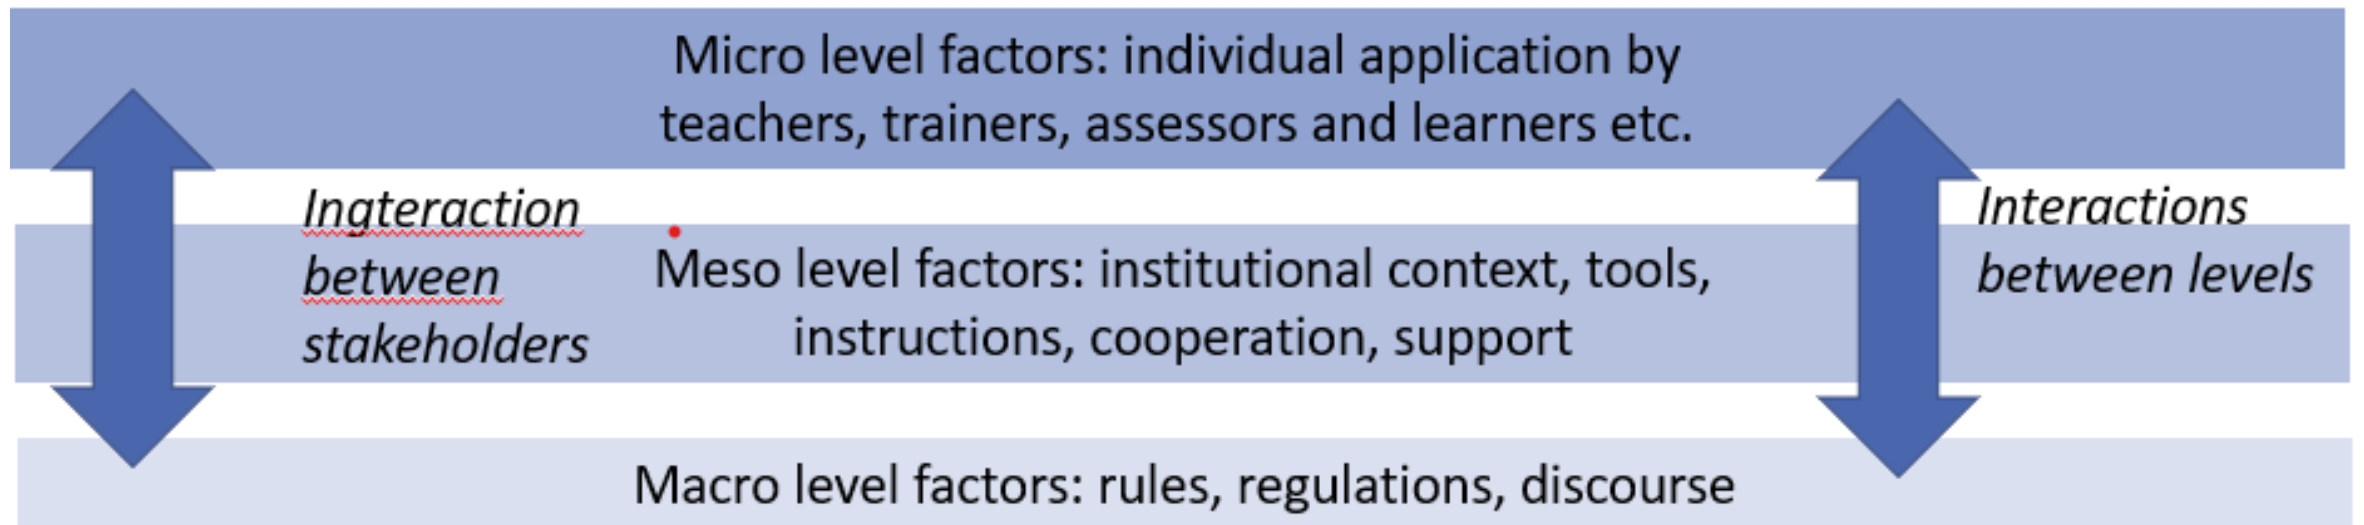 Micro level factors: individual application by
teachers, trainers, assessors and learners etc.
Ingteraction
between
stakeholders
Meso level factors: institutional context, tools,
instructions, cooperation, support
Interactions
between levels
Macro level factors: rules, regulations, discourse